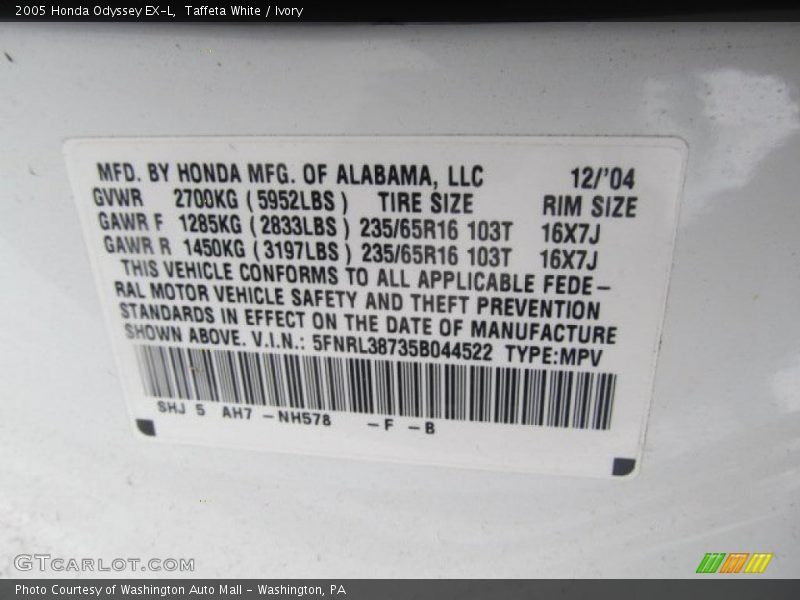 2005 Honda Odyssey EX-L, Taffeta White / Ivory
MFD. BY HONDA MFG. OF ALABAMA, LLC 12/'04
GVWR 2700KG ( 5952LBS ) TIRE SIZE RIM SIZE
GAWR F 1285KG ( 2833LBS ) 235/65R16 103T 16X7J
GAWR R 1450KG ( 3197LBS ) 235/65R16 103T 16X7J
THIS VEHICLE CONFORMS TO ALL APPLICABLE FEDE-
RAL MOTOR VEHICLE SAFETY AND THEFT PREVENTION
STANDARDS IN EFFECT ON THE DATE OF MANUFACTURE
SHOWN ABOVE. V.I.N.: 5FNRL38735B044522 TYPE:MPV
SHJ 5 AH7 -NH578 -F -B
GTCARLOT.COM
Photo Courtesy of Washington Auto Mall - Washington, PA